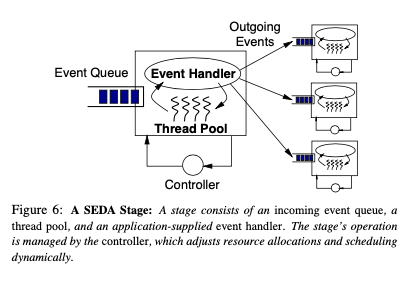 Outgoing
Events
Event Queue
Event Handler
Thread Pool
Controller
Figure 6: A SEDA Stage: A stage consists of an incoming event queue, a
thread pool, and an application-supplied event handler. The stage's operation
is managed by the controller, which adjusts resource allocations and scheduling
dynamically.